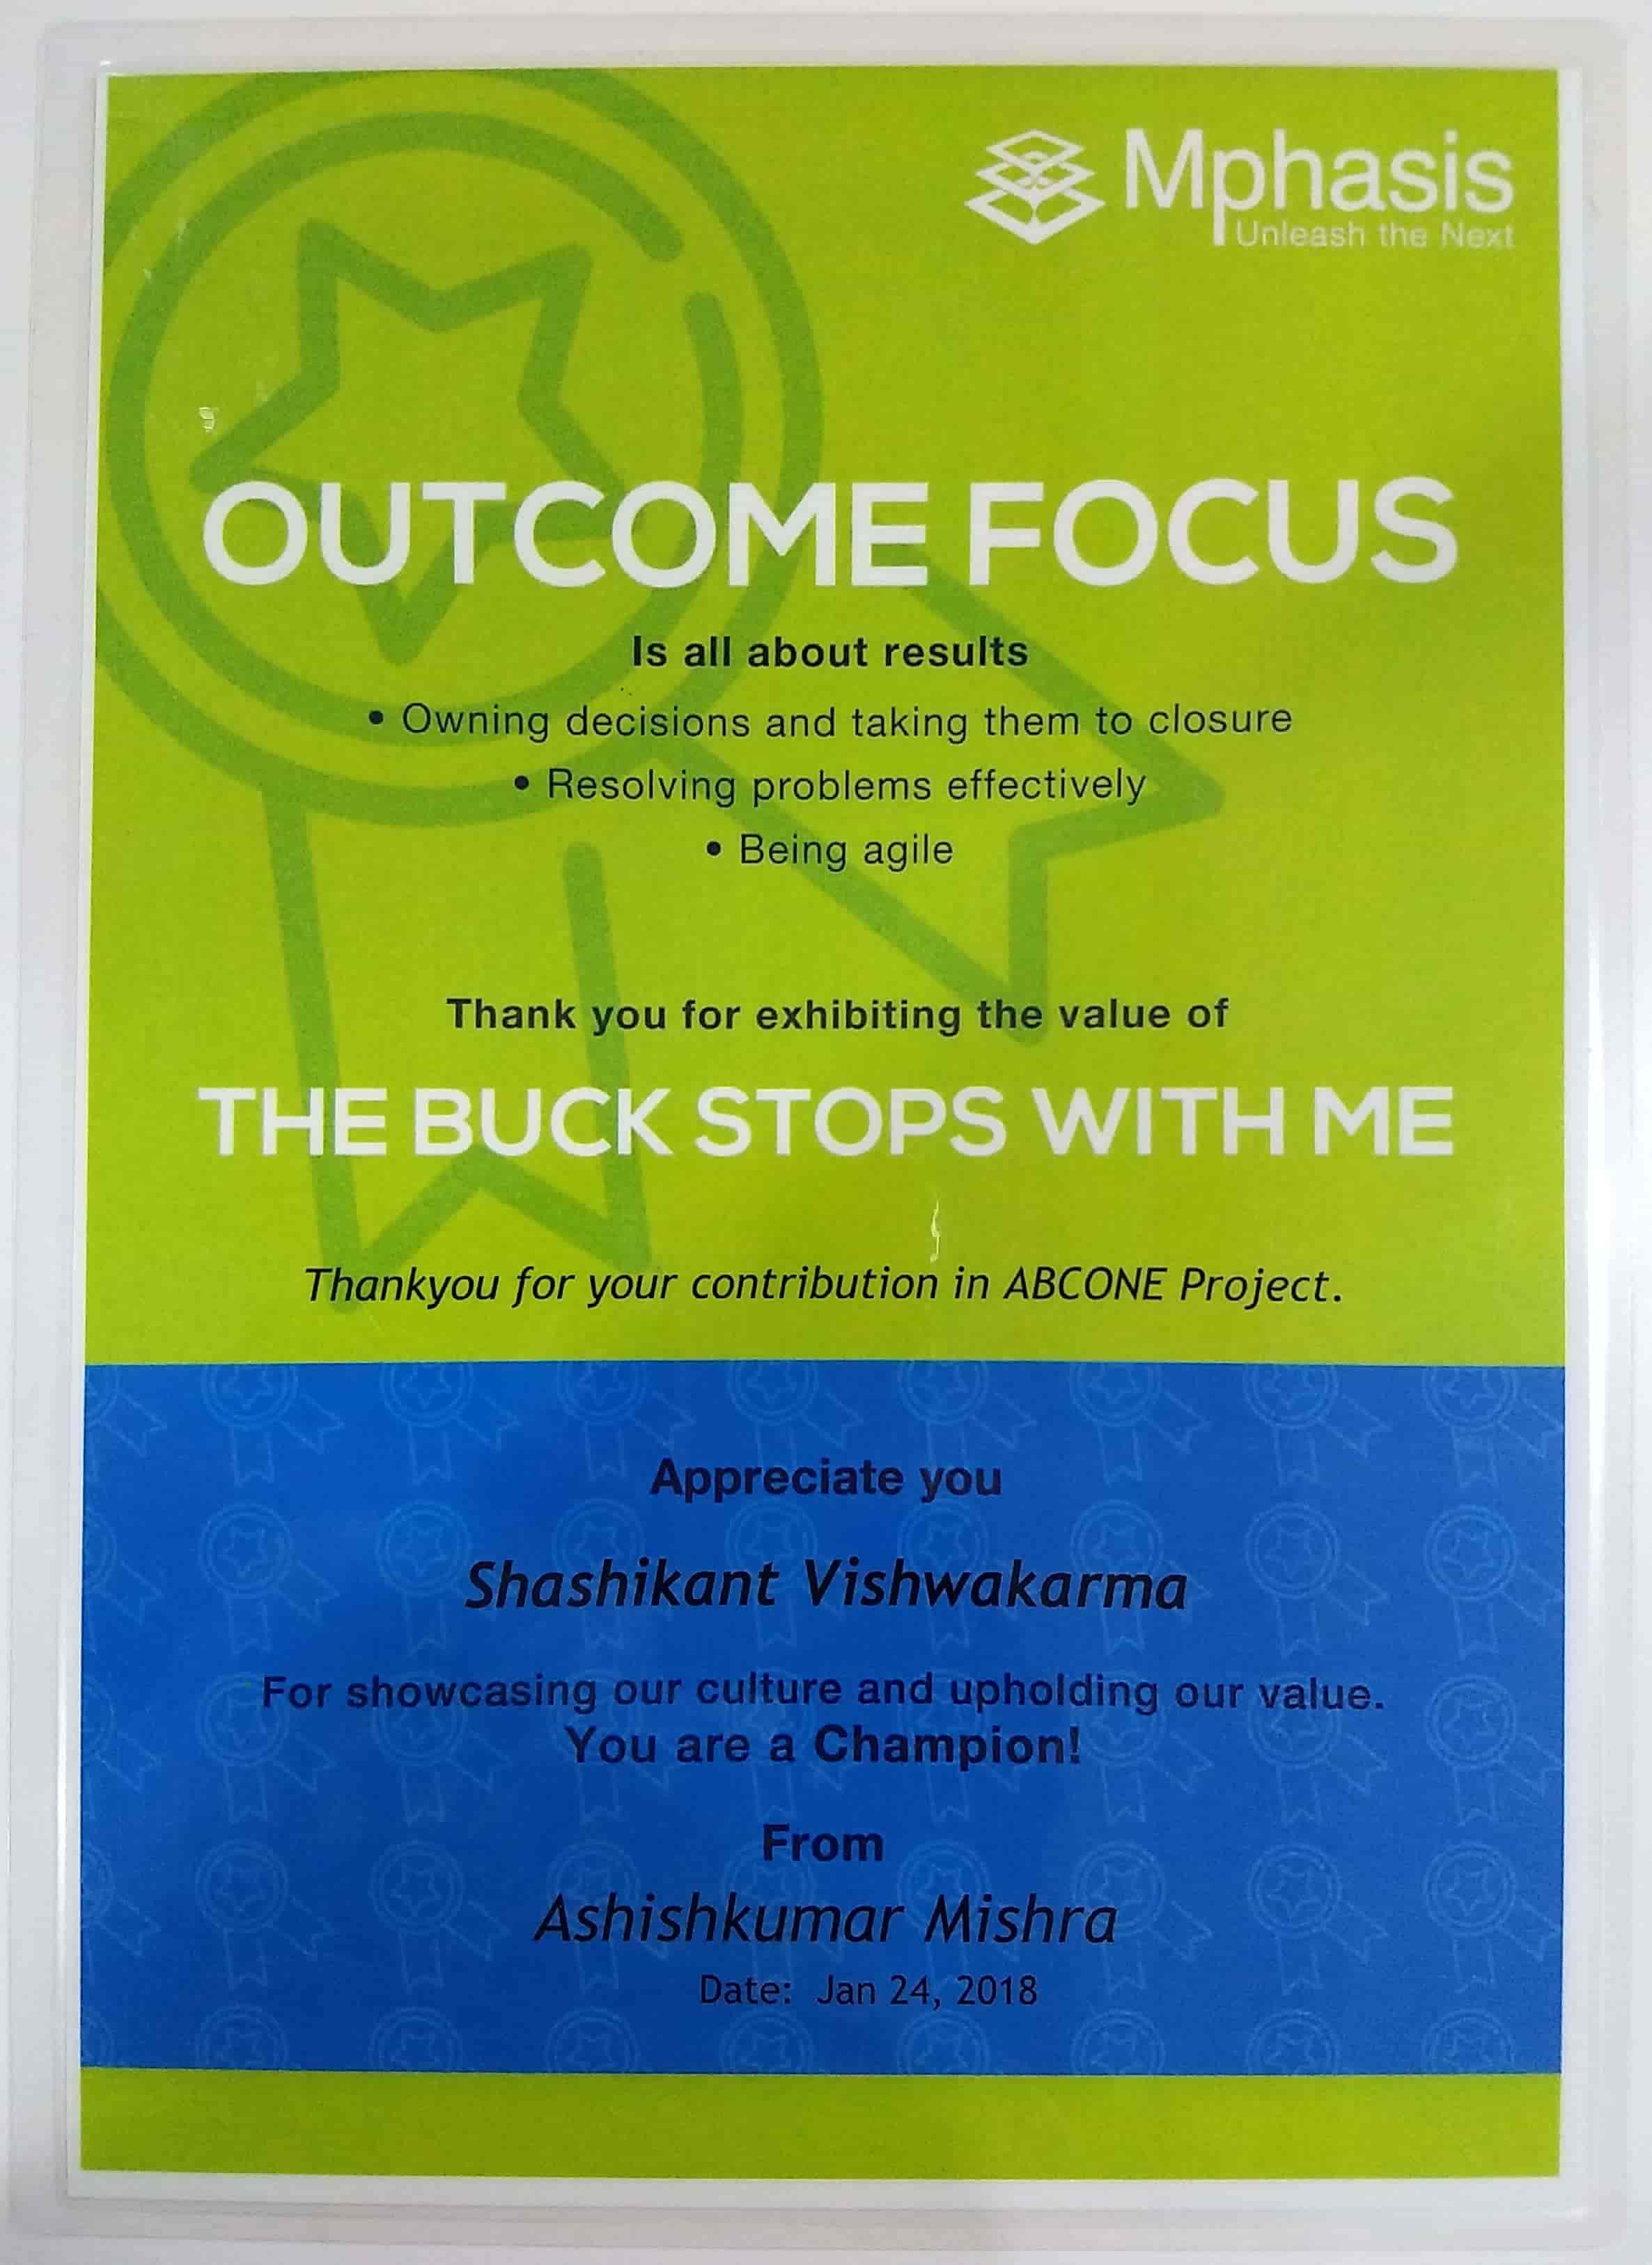 Mphasis
Unleash the Next
OUTCOME FOCUS
Is all about results
• Owning decisions and taking them to closure
• Resolving problems effectively
• Being agile
Thank you for exhibiting the value of
THE BUCK STOPS WITH ME
Thankyou for your contribution in ABCONE Project.
Appreciate you
Shashikant Vishwakarma
For showcasing our culture and upholding our value.
You are a Champion!
From
Ashishkumar Mishra
Date: Jan 24, 2018